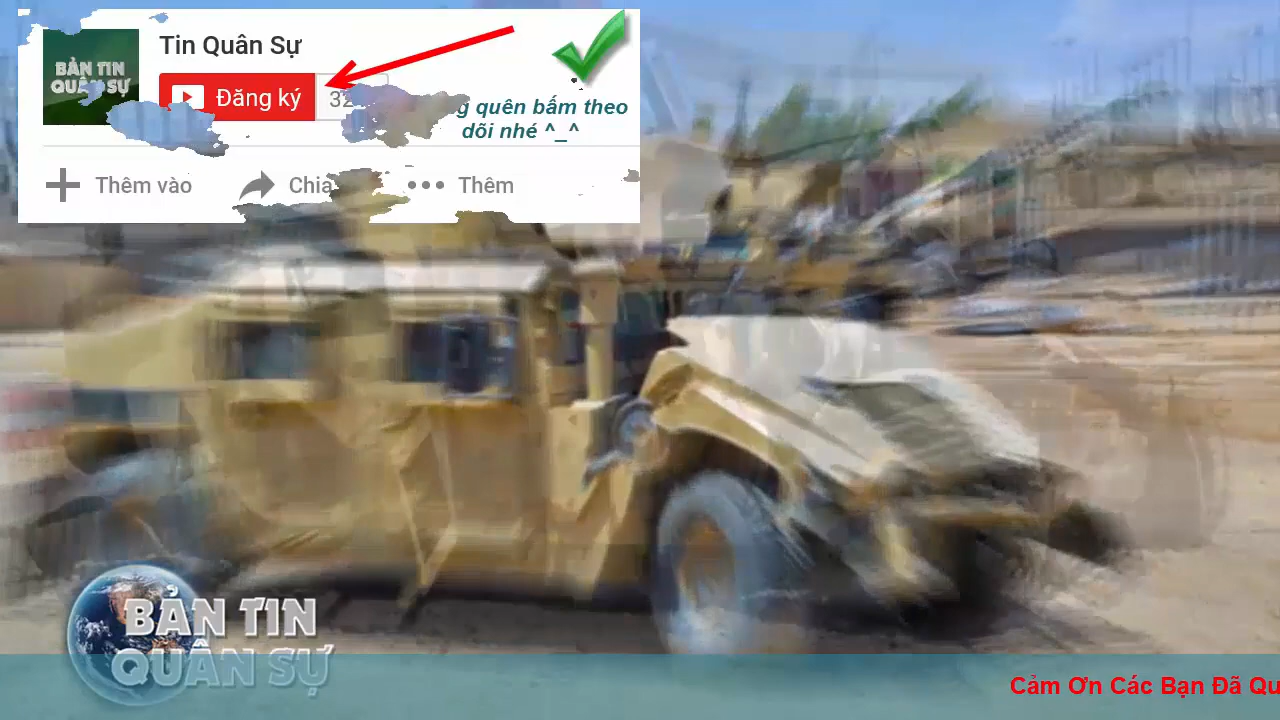 Tin Quân Sự
BẢN TIN
QUÂN SỰ
Đăng ký
quên bấm theo
dõi nhé ^_^
Thêm vào
Thêm
BẢN TIN
QUÂN SỰ
Cảm Ơn Các Bạn Đã